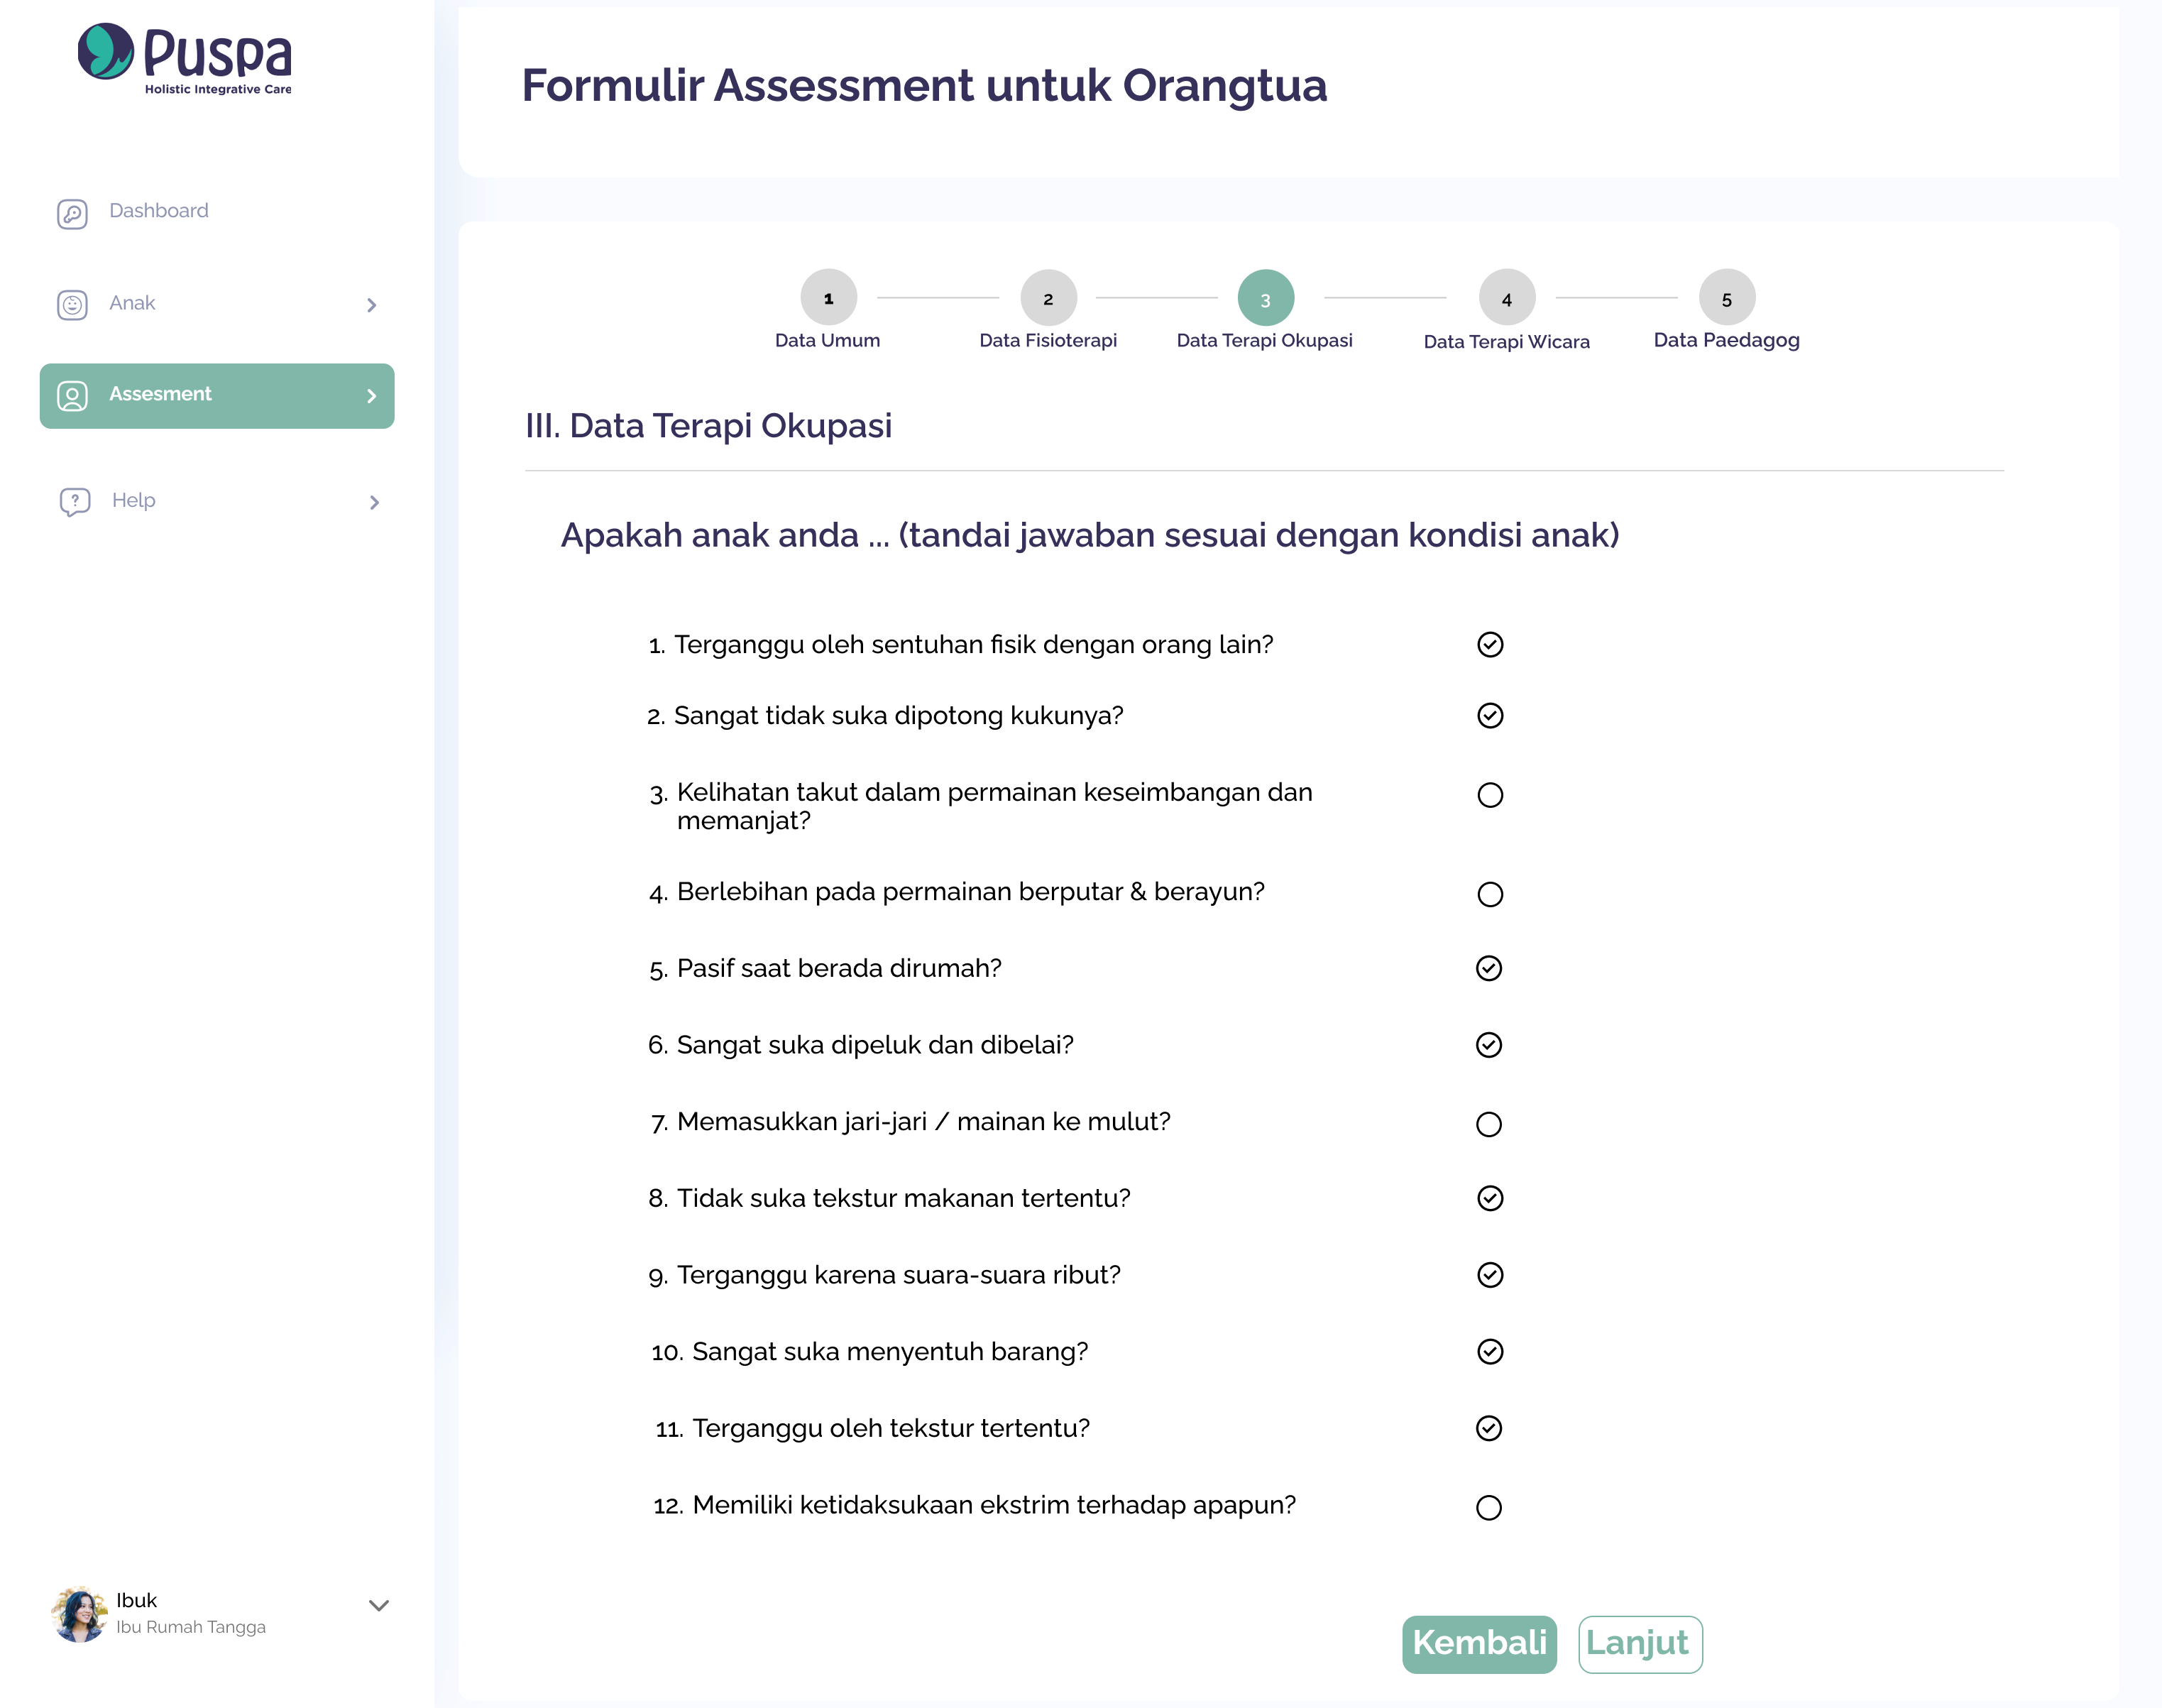 Puspa
Holistic Integrative Care
Dashboard
Anak
Assesment
Help
Ibuk
Ibu Rumah Tangga
Formulir Assessment untuk Orangtua
1
Data Umum
2
Data Fisioterapi
3
Data Terapi Okupasi
4
Data Terapi Wicara
5
Data Paedagog
III. Data Terapi Okupasi
Apakah anak anda ... (tandai jawaban sesuai dengan kondisi anak)
1. Terganggu oleh sentuhan fisik dengan orang lain?
2. Sangat tidak suka dipotong kukunya?
3. Kelihatan takut dalam permainan keseimbangan dan
memanjat?
4. Berlebihan pada permainan berputar & berayun?
5. Pasif saat berada dirumah?
6. Sangat suka dipeluk dan dibelai?
7. Memasukkan jari-jari / mainan ke mulut?
8. Tidak suka tekstur makanan tertentu?
9. Terganggu karena suara-suara ribut?
10. Sangat suka menyentuh barang?
11. Terganggu oleh tekstur tertentu?
12. Memiliki ketidaksukaan ekstrim terhadap apapun?
Kembali
Lanjut